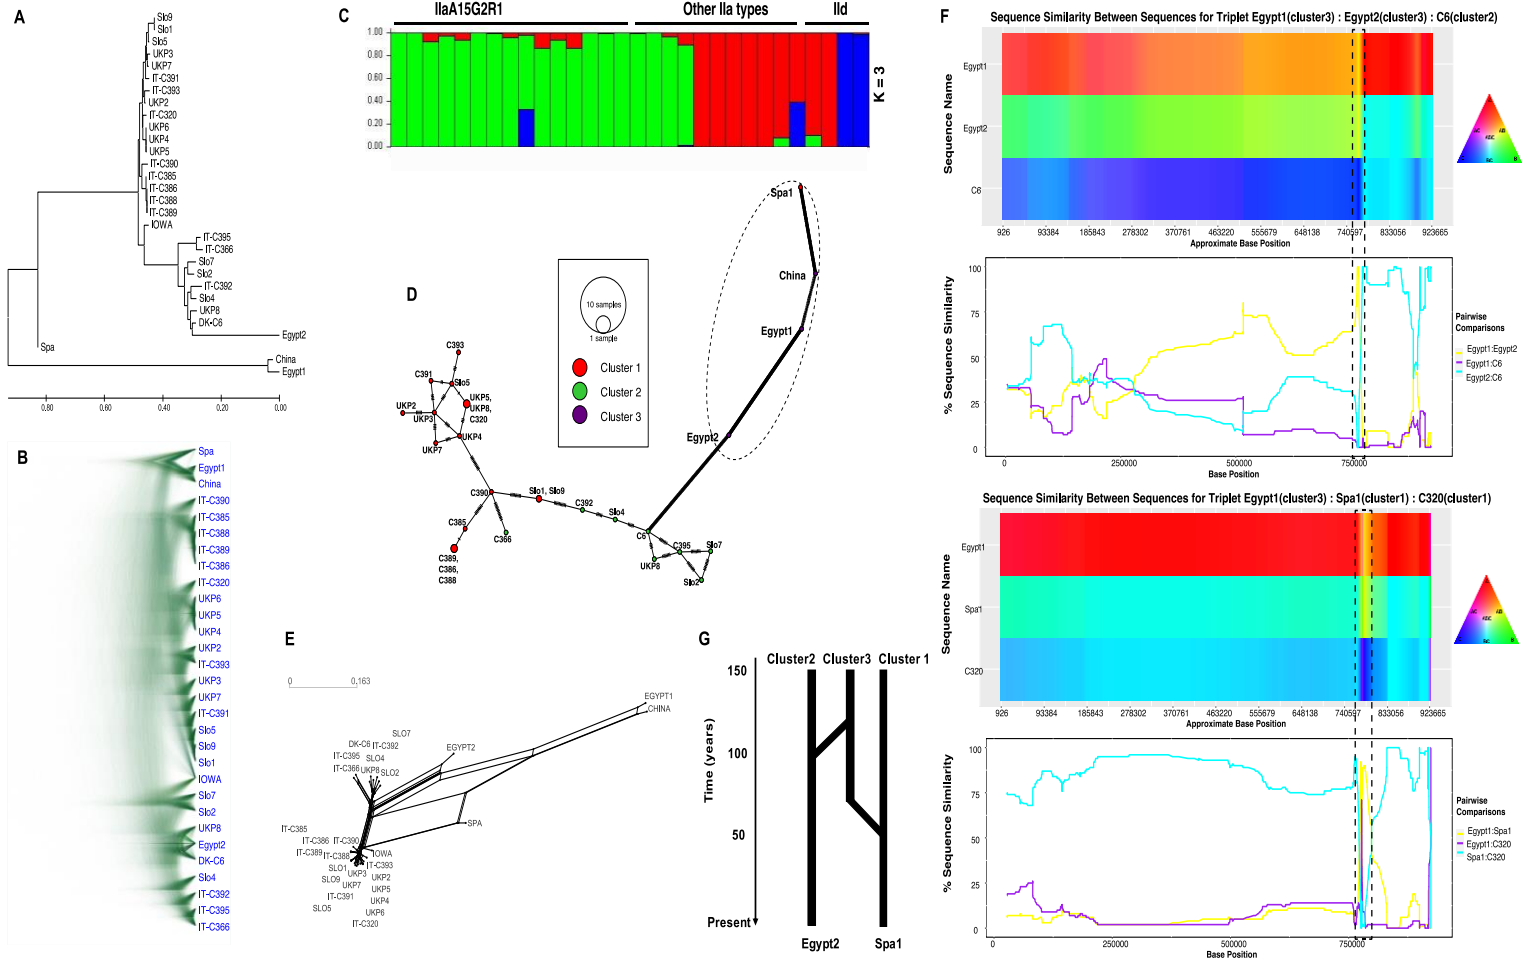 A
Slo9
Slo1
Slo5
UKP3
UKP7
IT-C391
IT-C393
UKP2
IT-C320
UKP6
UKP4
UKP5
IT-C390
IT-C385
IT-C386
IT-C388
IT-C389
IOWA
IT-C395
IT-C366
Slo7
Slo2
IT-C392
Slo4
UKP8
DK-C6
Egypt2
Spa
China
Egypt1
0.80 0.60 0.40 0.20 0.00
B
Spa
Egypt1
China
IT-C390
IT-C385
IT-C388
IT-C389
IT-C386
IT-C320
UKP6
UKP5
UKP4
UKP2
IT-C393
UKP3
UKP7
IT-C391
Slo5
Slo9
Slo1
IOWA
Slo7
Slo2
UKP8
Egypt2
DK-C6
Slo4
IT-C392
IT-C395
IT-C366
C
IIaA15G2R1 Other IIa types IId
1.00
0.80
0.60
0.40
0.20
0.00
K = 3
D
10 samples
1 sample
Cluster 1
Cluster 2
Cluster 3
Spa1
China
Egypt1
Egypt2
C393
C391
Slo5
UKP2
UKP3
UKP5,
UKP8,
C320
UKP4
UKP7
C390
Slo1, Slo9
C392
Slo4
C385
C366
C389,
C386,
C388
C6
C395
Slo7
UKP8
Slo2
E
0 0.163
EGYPT1
CHINA
SLO7
DK-C6 IT-C392
IT-C395 SLO4
IT-C366 UKP8 SLO2
EGYPT2
SPA
IT-C385
IT-C386 IT-C390
IT-C389 IT-C388 IOWA
SLO1 IT-C393
UKP3
SLO9 UKP2
UKP7 UKP5
IT-C391 UKP4
SLO5 UKP6
IT-C320
G
Cluster2 Cluster3 Cluster 1
150
100
50
Present
Time (years)
Egypt2 Spa1
F
Sequence Similarity Between Sequences for Triplet Egypt1(cluster3) : Egypt2(cluster3) : C6(cluster2)
Sequence Name
Egypt1
Egypt2
C6
926 93384 185843 278302 370761 463220 555679 648138 740597 833056 923665
Approximate Base Position
A
AC AB
ABC
C BC B
% Sequence Similarity
100
75
50
25
0
0 250000 500000 750000
Base Position
Pairwise
Comparisons
Egypt1:Egypt2
Egypt1:C6
Egypt2:C6
Sequence Similarity Between Sequences for Triplet Egypt1(cluster3) : Spa1(cluster1) : C320(cluster1)
Sequence Name
Egypt1
Spa1
C320
926 93384 185843 278302 370761 463220 555679 648138 740597 833056 923665
Approximate Base Position
A
AC AB
ABC
C BC B
% Sequence Similarity
100
75
50
25
0
0 250000 500000 750000
Base Position
Pairwise
Comparisons
Egypt1:Spa1
Egypt1:C320
Spa1:C320